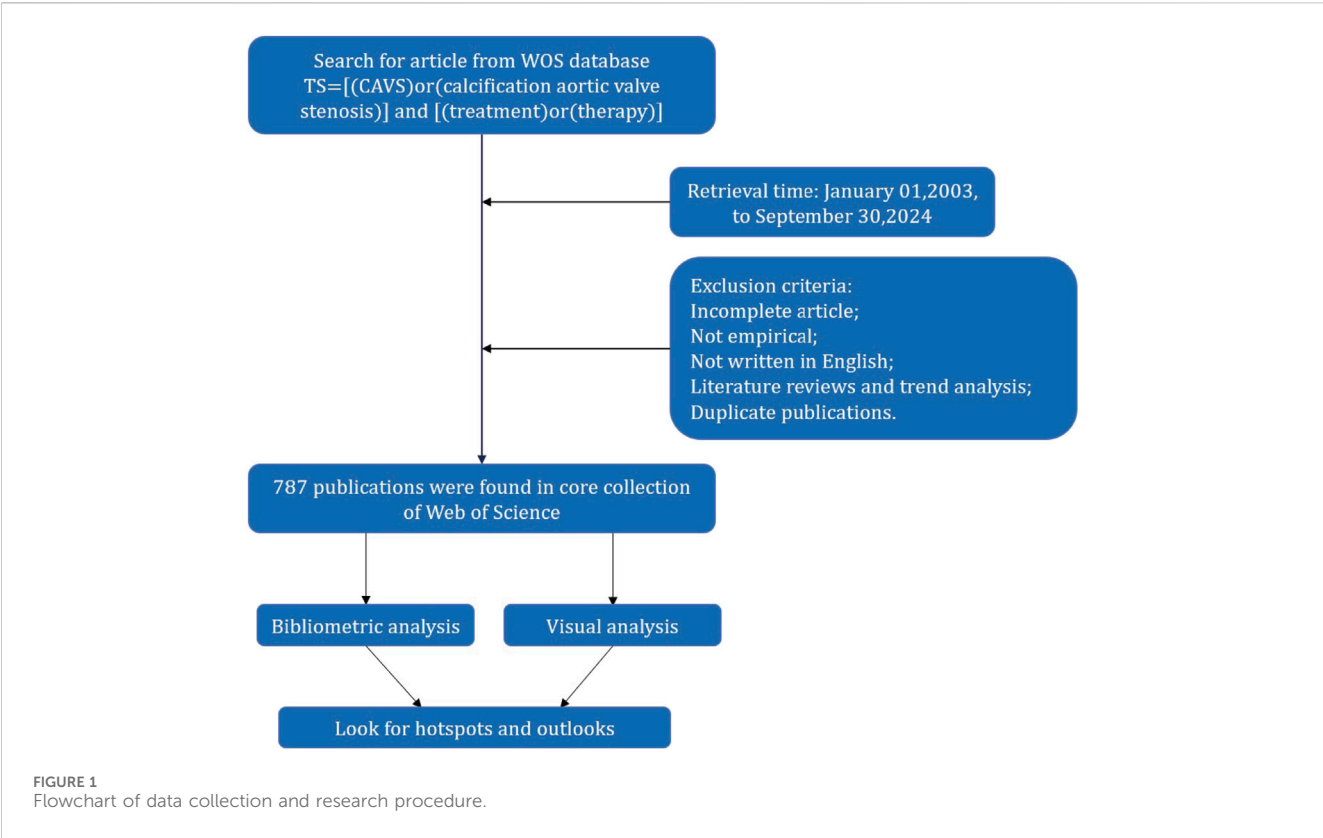 Search for article from WOS database
TS=[(CAVS)or(calcification aortic valve
stenosis)] and [(treatment)or(therapy)]
Retrieval time: January 01,2003,
to September 30,2024
Exclusion criteria:
Incomplete article;
Not empirical;
Not written in English;
Literature reviews and trend analysis;
Duplicate publications.
787 publications were found in core collection
of Web of Science
Bibliometric analysis
Visual analysis
Look for hotspots and outlooks
FIGURE 1
Flowchart of data collection and research procedure.